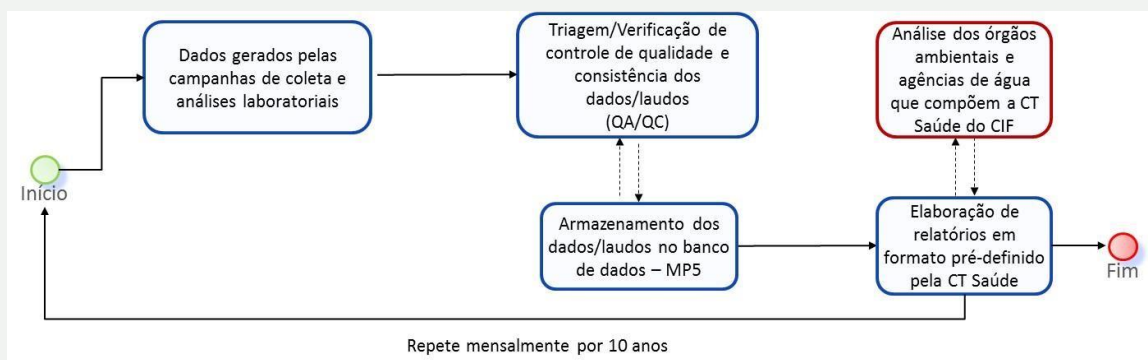 Dados gerados pelas
campanhas de coleta e
análises laboratoriais
Triagem/Verificação de
controle de qualidade e
consistência dos
dados/laudos
(QA/QC)
Análise dos órgãos
ambientais e
agências de água
que compõem a CT
Saúde do CIF
Início
Armazenamento dos
dados/laudos no banco
de dados – MP5
Elaboração de
relatórios em
formato pré-definido
pela CT Saúde
Fim
Repete mensalmente por 10 anos